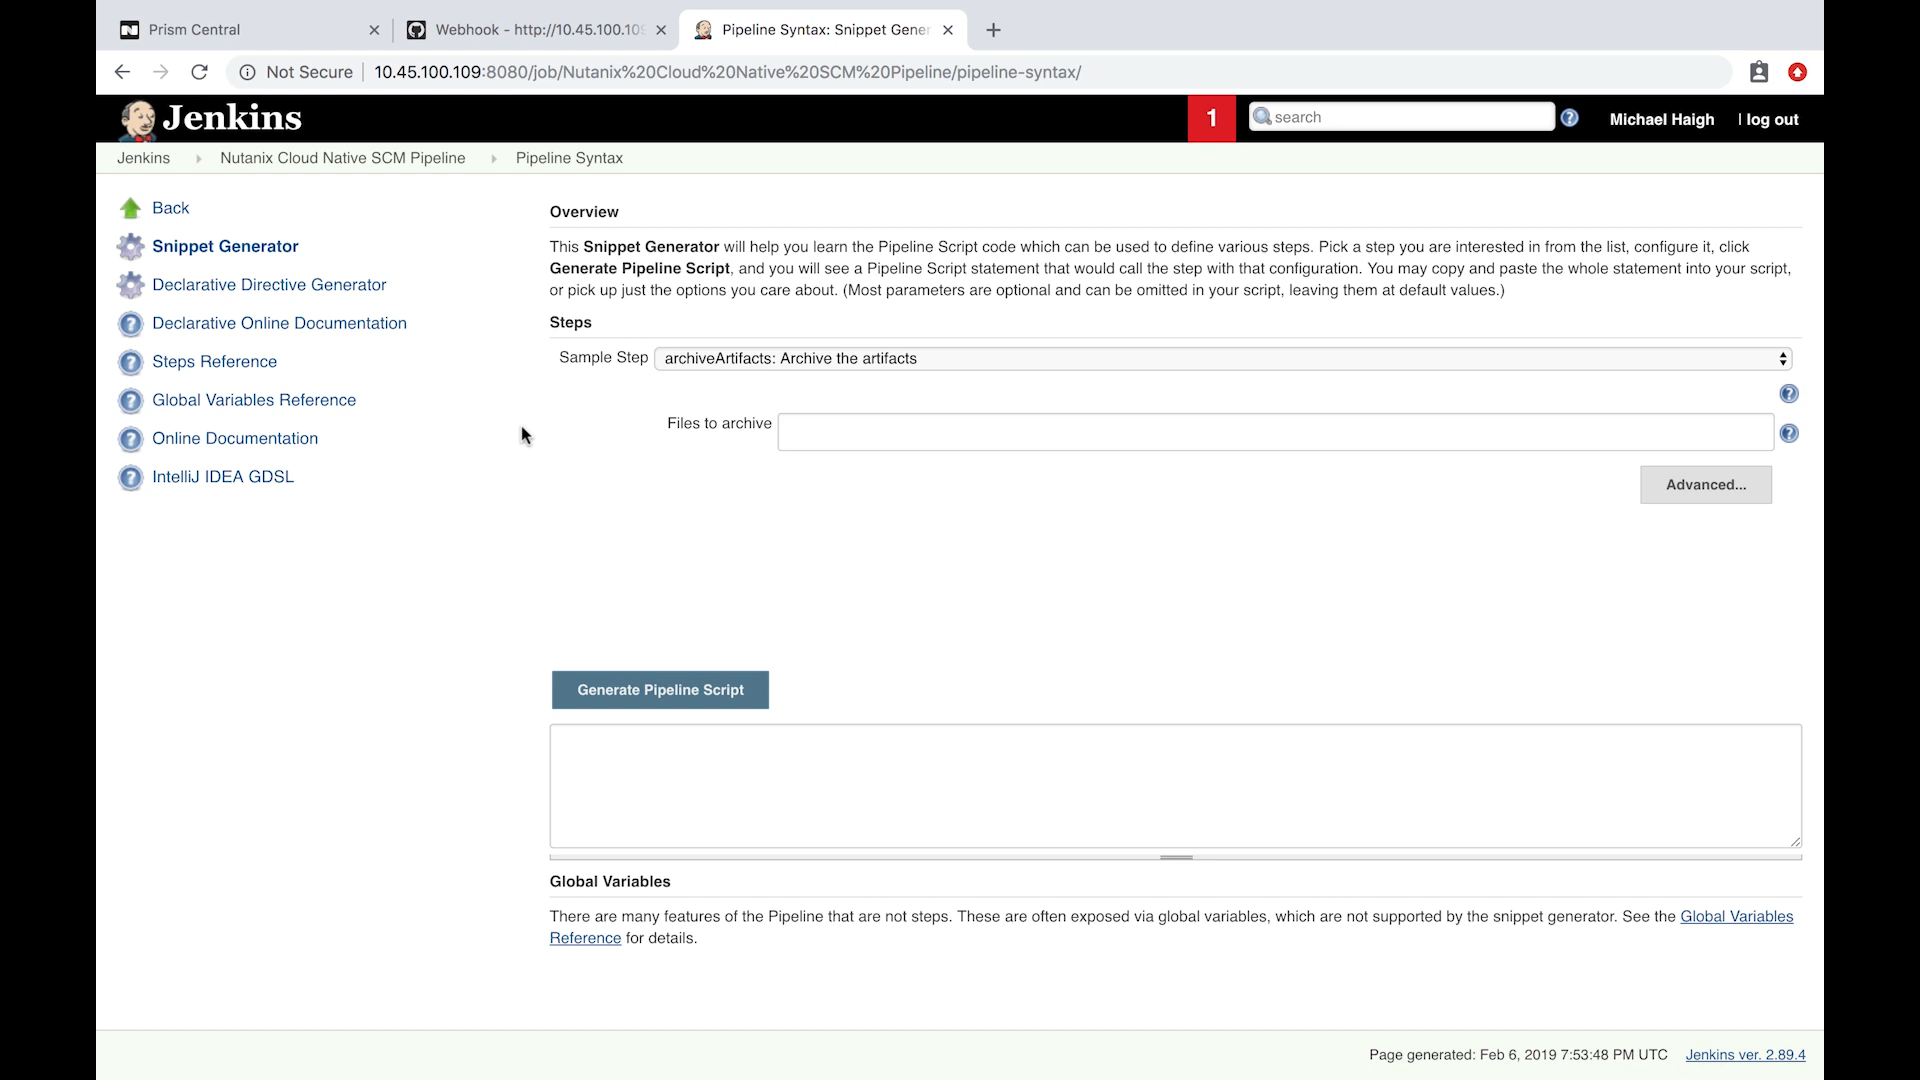 Prism Central
Webhook - http://10.45.100.109
Pipeline Syntax: Snippet Gener
Not Secure
10.45.100.109:8080/job/Nutanix%20Cloud%20Native%20SCM%20Pipeline/pipeline-syntax/
Jenkins
1
search
Michael Haigh
| log out
Jenkins
Nutanix Cloud Native SCM Pipeline
Pipeline Syntax
Back
Snippet Generator
Declarative Directive Generator
Declarative Online Documentation
Steps Reference
Global Variables Reference
Online Documentation
IntelliJ IDEA GDSL
Overview
This Snippet Generator will help you learn the Pipeline Script code which can be used to define various steps. Pick a step you are interested in from the list, configure it, click
Generate Pipeline Script, and you will see a Pipeline Script statement that would call the step with that configuration. You may copy and paste the whole statement into your script,
or pick up just the options you care about. (Most parameters are optional and can be omitted in your script, leaving them at default values.)
Steps
Sample Step
archiveArtifacts: Archive the artifacts
Files to archive
Advanced...
Generate Pipeline Script
Global Variables
There are many features of the Pipeline that are not steps. These are often exposed via global variables, which are not supported by the snippet generator. See the Global Variables
Reference for details.
Page generated: Feb 6, 2019 7:53:48 PM UTC
Jenkins ver. 2.89.4